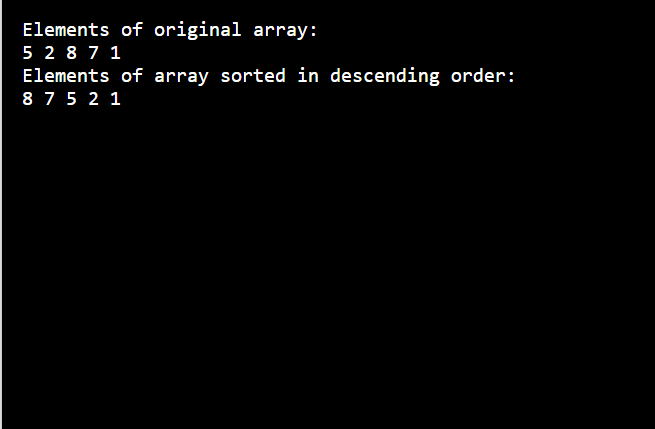 Elements of original array:
5 2 8 7 1
Elements of array sorted in descending order:
8 7 5 2 1